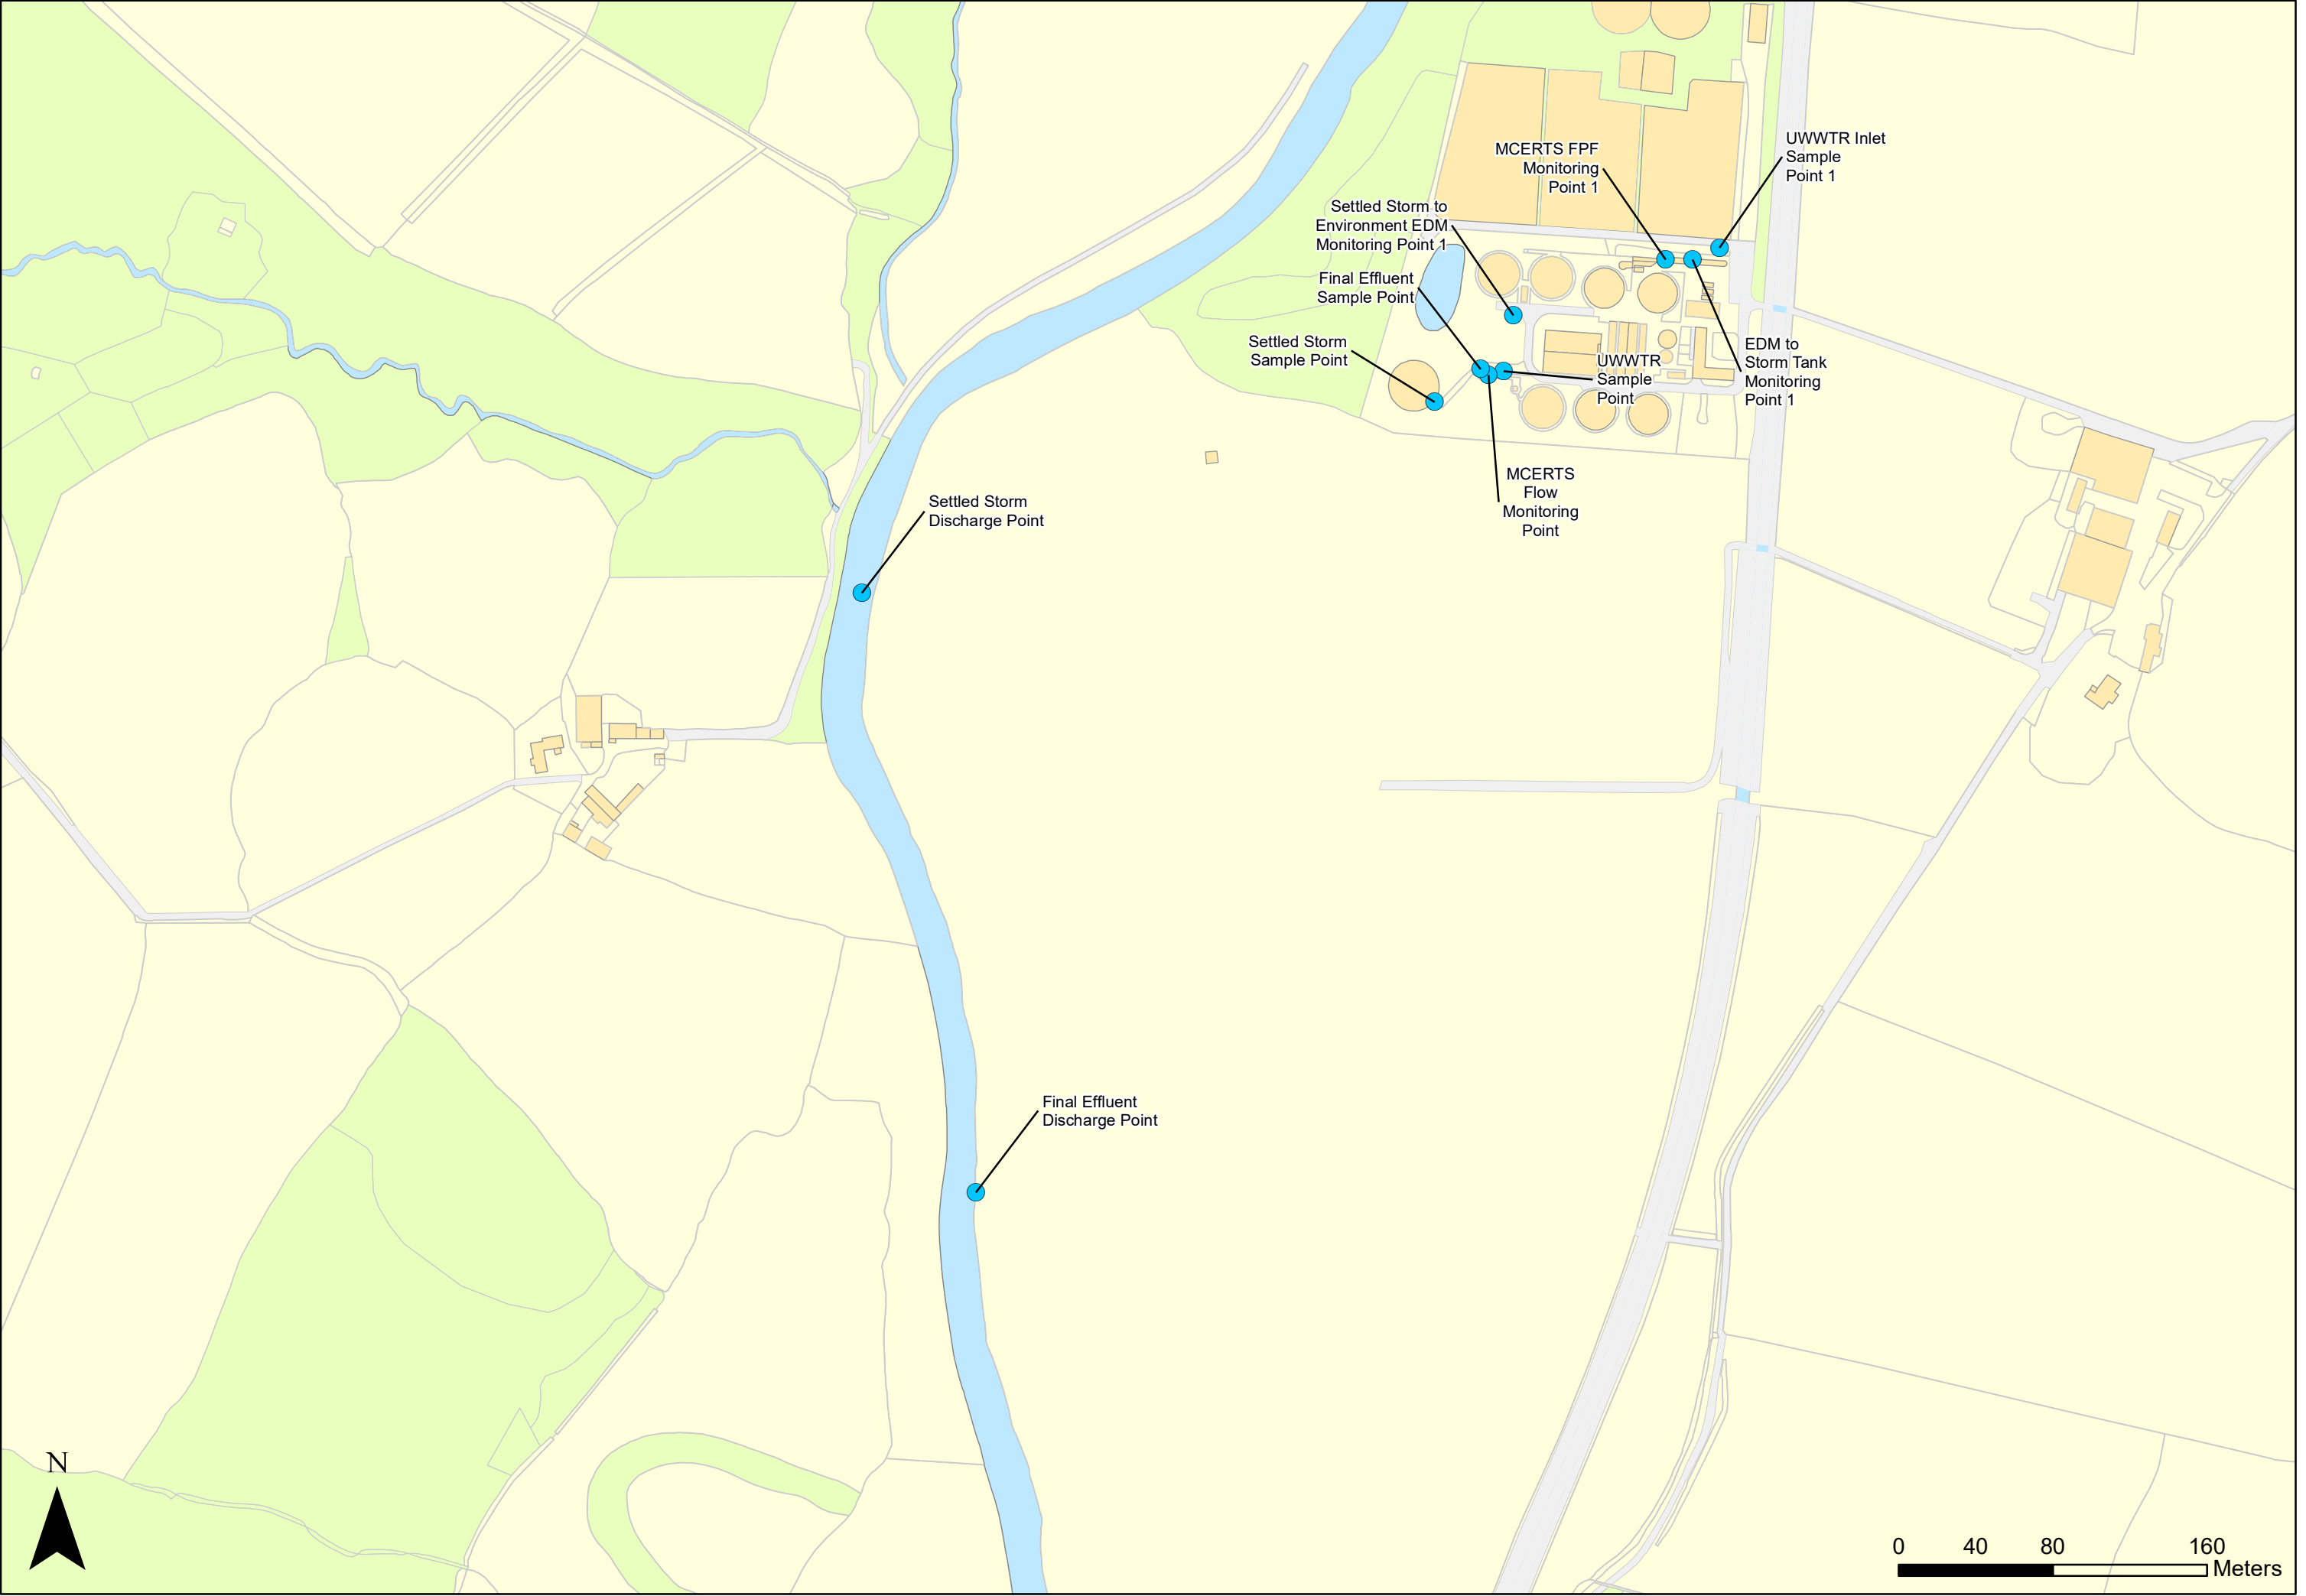 UWWTR Inlet
Sample
Point 1
MCERTS FPF
Monitoring
Point 1
Settled Storm to
Environment EDM
Monitoring Point 1
Final Effluent
Sample Point
Settled Storm
Sample Point
EDM to
Storm Tank
Monitoring
Point 1
UWWTR
Sample
Point
MCERTS
Flow
Monitoring
Point
Settled Storm
Discharge Point
Final Effluent
Discharge Point
N
0 40 80 160
Meters